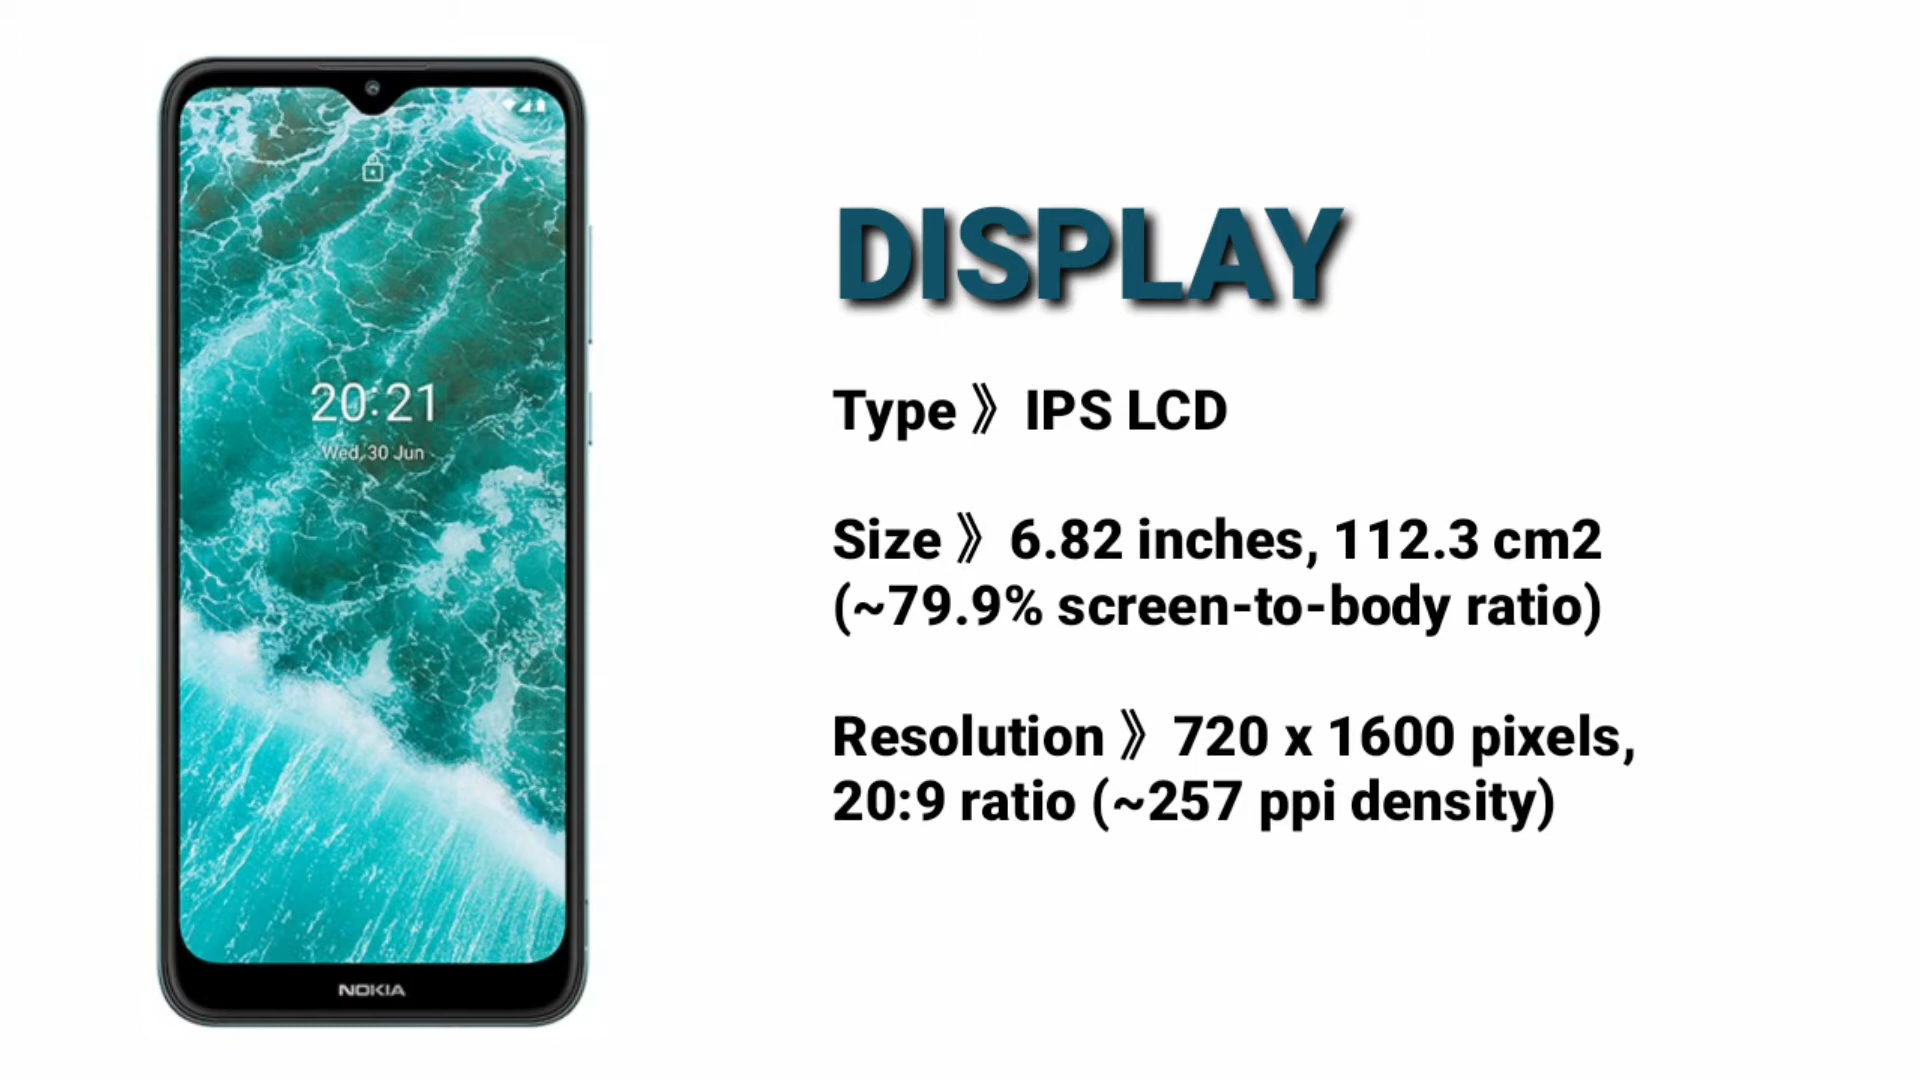 20:21
Wed, 30 Jun
NOKIA
DISPLAY
Type 》 IPS LCD
Size 》 6.82 inches, 112.3 cm2
(~79.9% screen-to-body ratio)
Resolution 》 720 x 1600 pixels,
20:9 ratio (~257 ppi density)